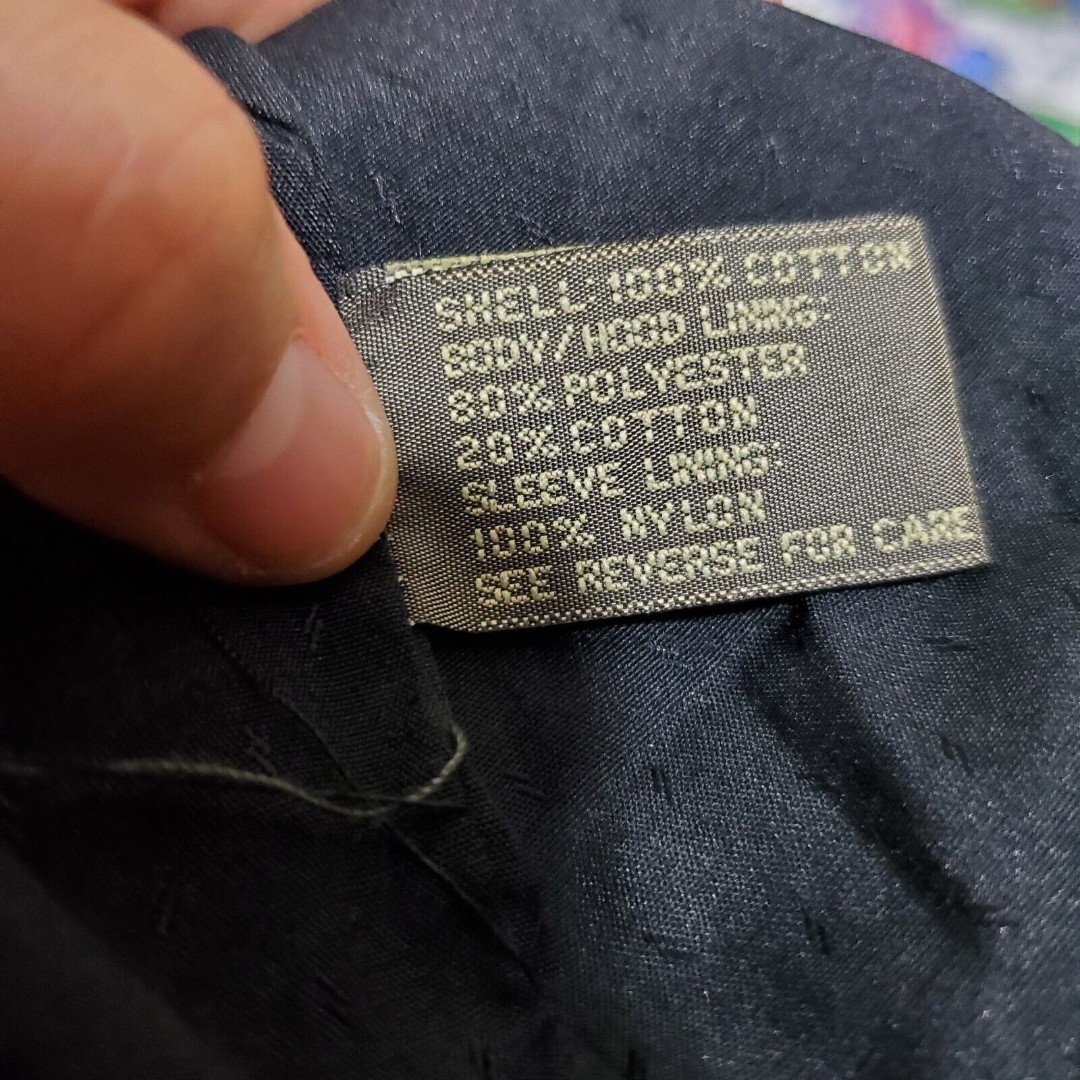 SHELL: 100% COTTON
BODY/HOOD LINING:
80% POLYESTER
20% COTTON
SLEEVE LINING:
100% NYLON
SEE REVERSE FOR CARE